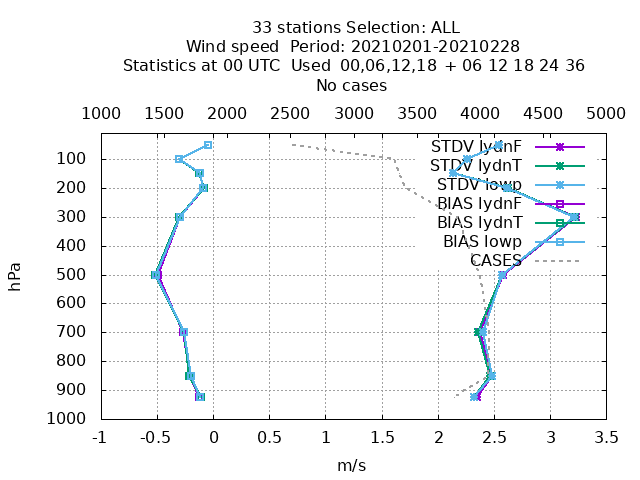 33 stations Selection: ALL
Wind speed  Period: 20210201-20210228
Statistics at 00 UTC  Used  00,06,12,18  + 06 12 18 24 36
No cases
1000 1500 2000 2500 3000 3500 4000 4500 5000
STDV lydnF
STDV lydnT
STDV lowp
BIAS lydnF
BIAS lydnT
BIAS lowp
CASES
100
200
300
400
500
600
700
800
900
1000
hPa
-1 -0.5 0 0.5 1 1.5 2 2.5 3 3.5
m/s